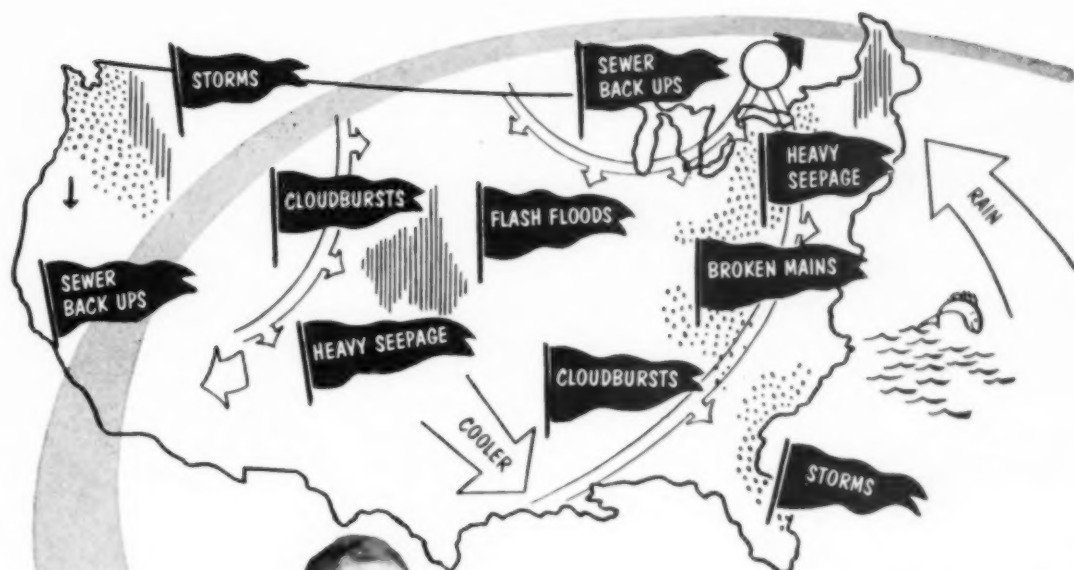 STORMS
SEWER
BACK UPS
HEAVY
SEEPAGE
CLOUDBURSTS
FLASH FLOODS
RAIN
SEWER
BACK UPS
BROKEN MAINS
HEAVY SEEPAGE
CLOUDBURSTS
COOLER
STORMS